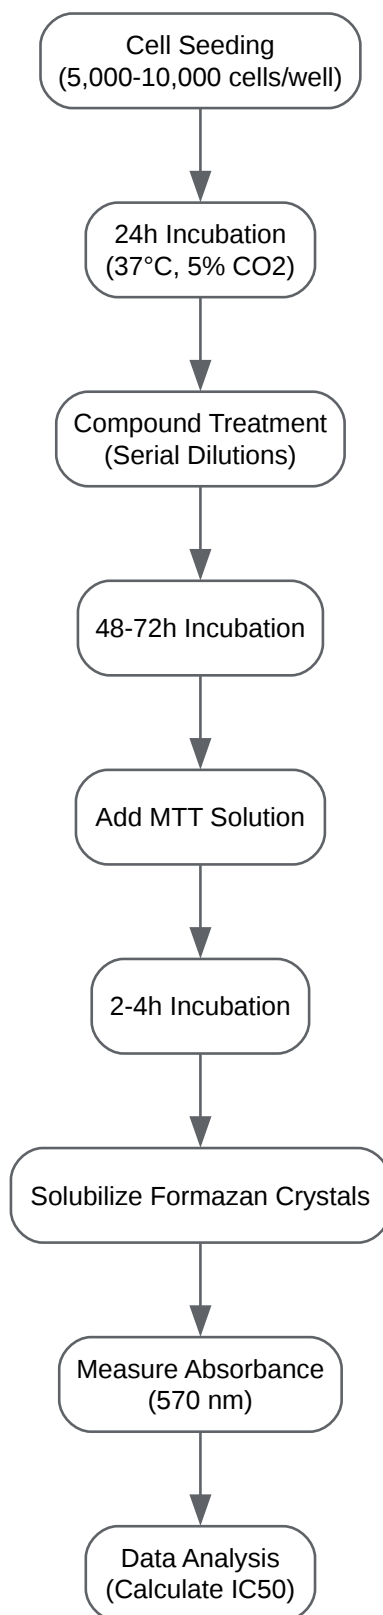 Cell Seeding
(5,000-10,000 cells/well)
24h Incubation
(37°C, 5% CO2)
Compound Treatment
(Serial Dilutions)
48-72h Incubation
Add MTT Solution
2-4h Incubation
Solubilize Formazan Crystals
Measure Absorbance
(570 nm)
Data Analysis
(Calculate IC50)